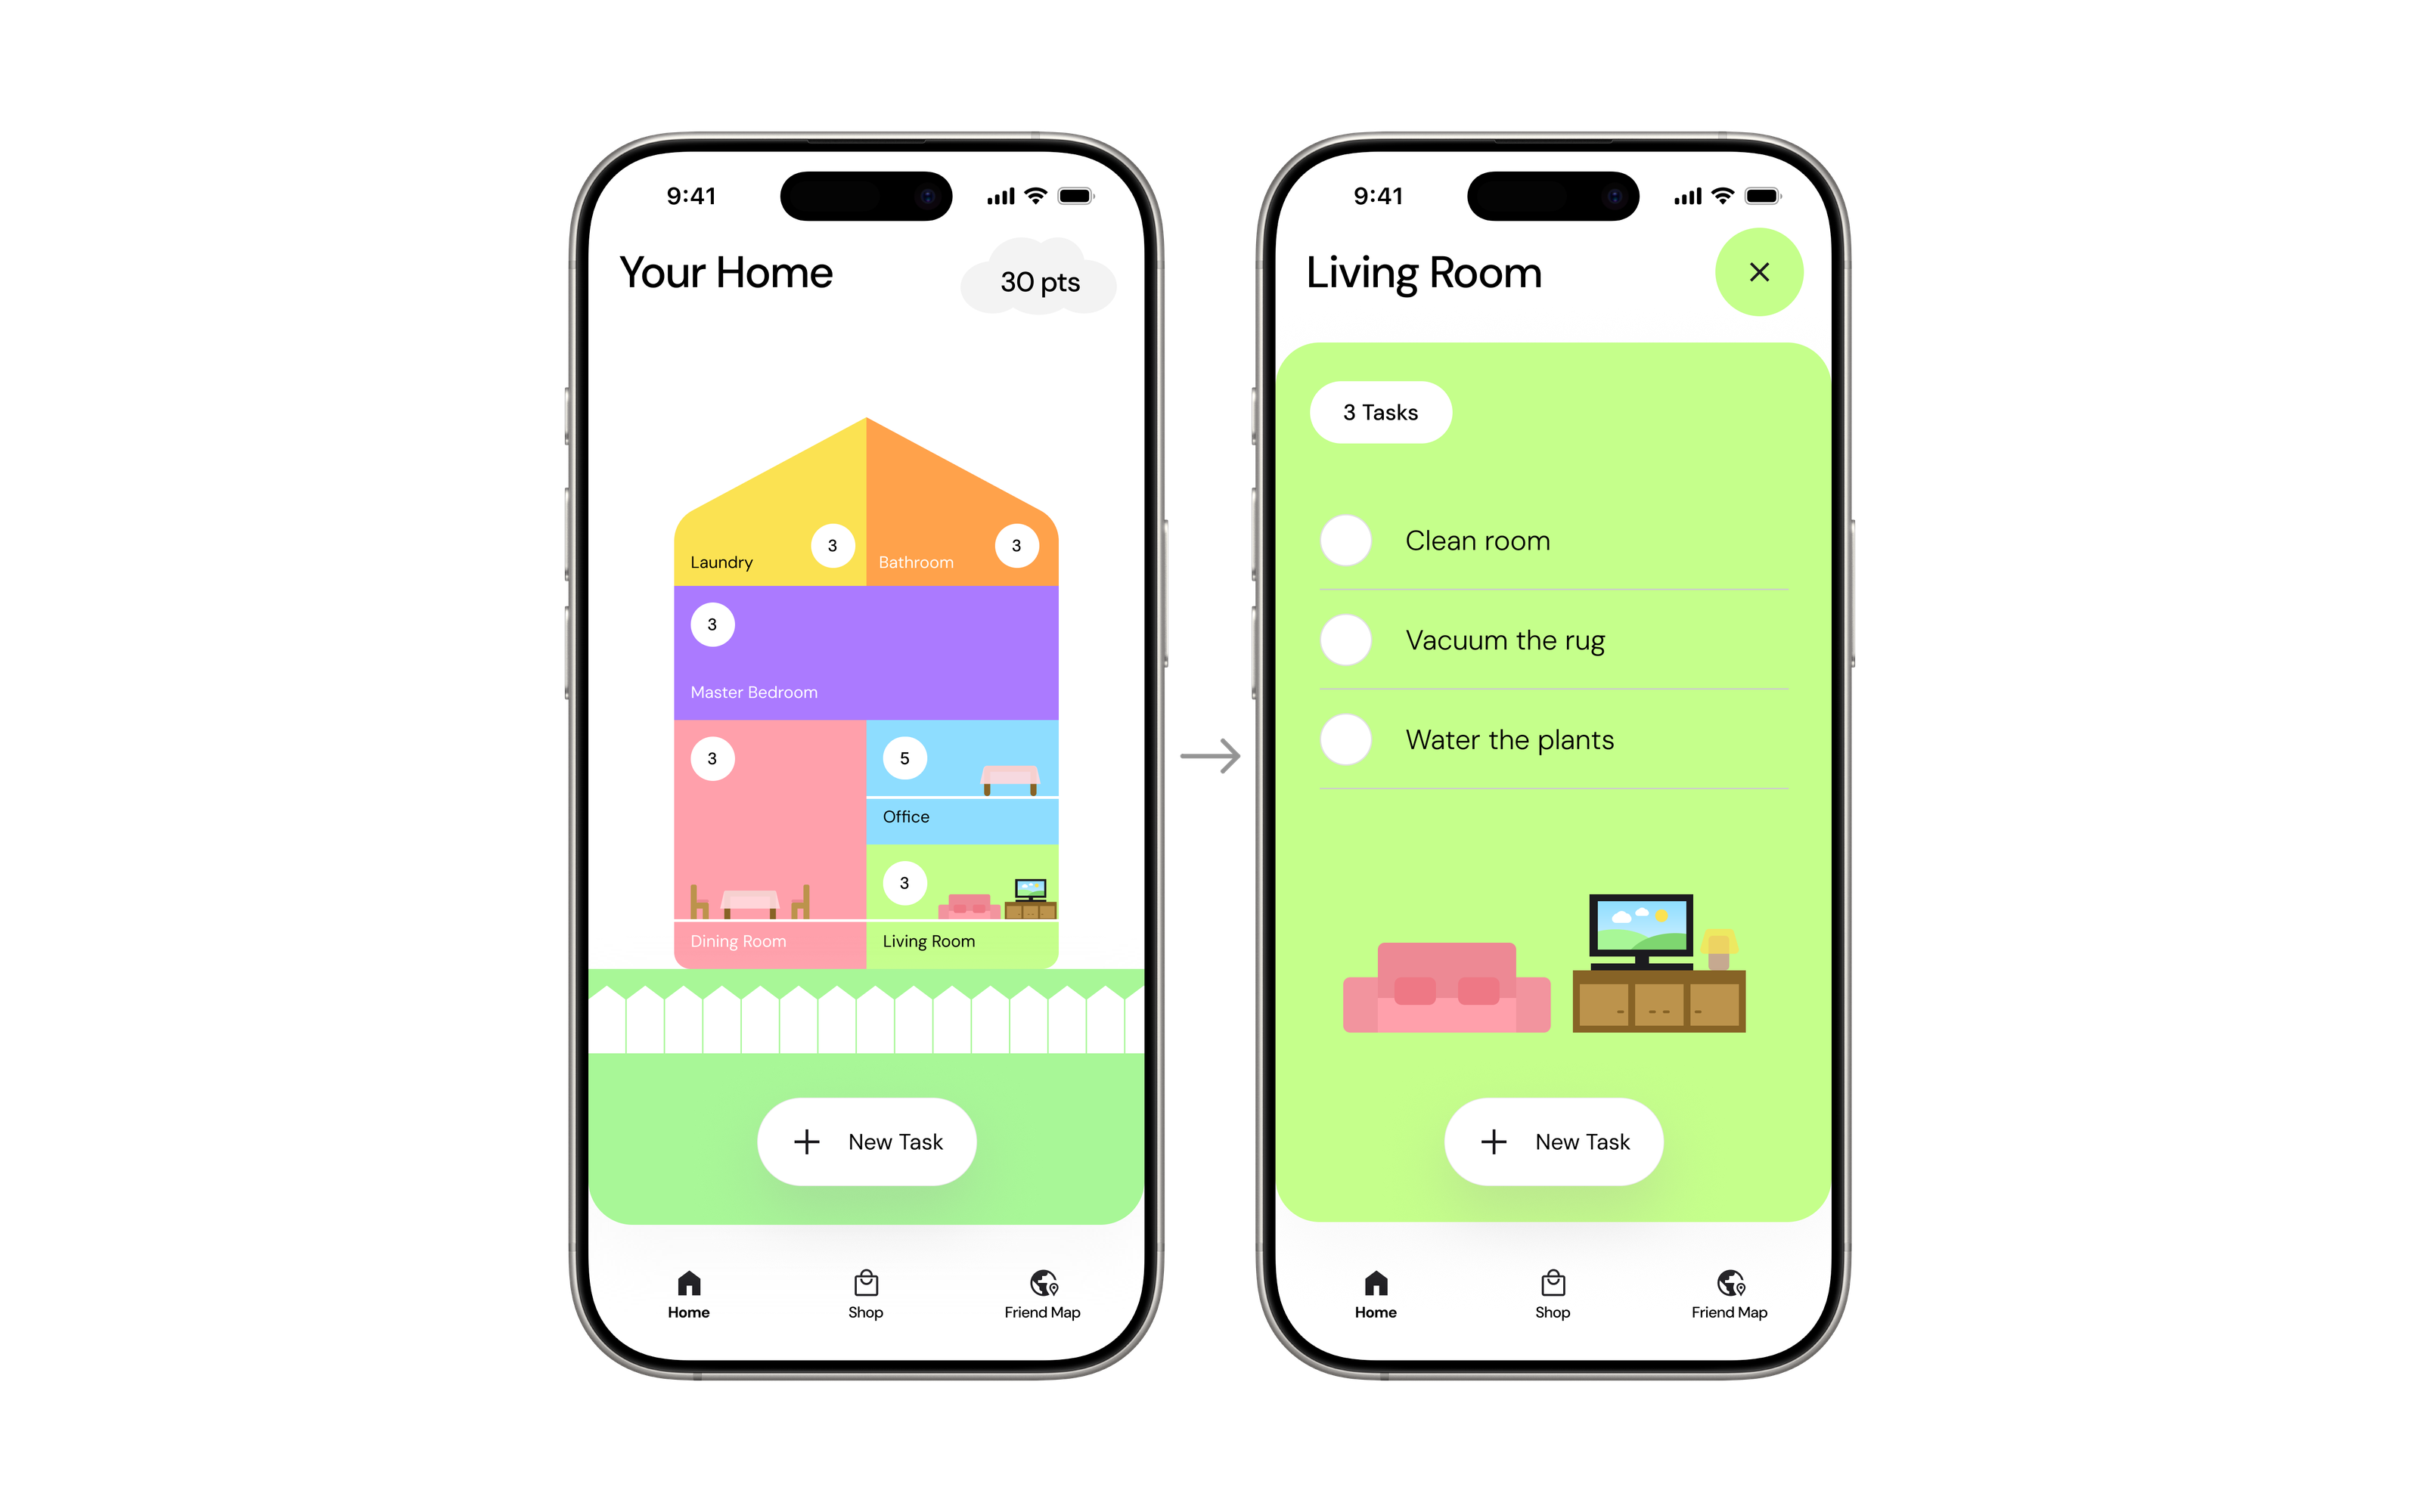 9:41
Your Home
30 pts
Laundry
3
Bathroom
3
3
Master Bedroom
3
5
Office
3
Dining Room
Living Room
+ New Task
Home
Shop
Friend Map
9:41
Living Room
3 Tasks
Clean room
Vacuum the rug
Water the plants
+ New Task
Home
Shop
Friend Map